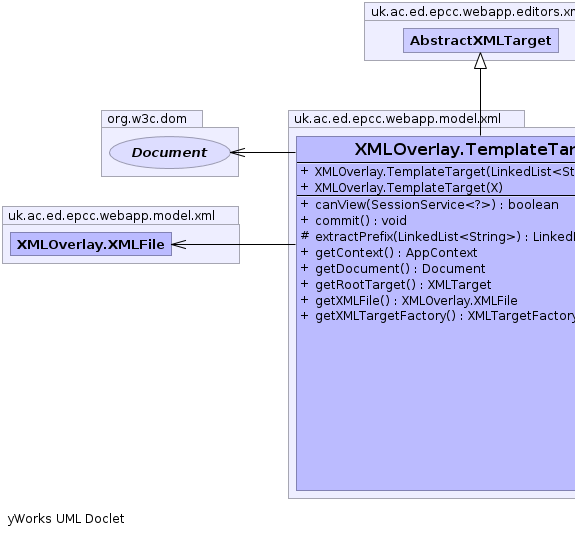 uk.ac.ed.epcc.webapp.editors.xm
AbstractXMLTarget
org.w3c.dom
Document
uk.ac.ed.epcc.webapp.model.xml
XMLOverlay.XMLFile
uk.ac.ed.epcc.webapp.model.xml
XMLOverlay.TemplateTar
+ XMLOverlay.TemplateTarget(LinkedList<St
+ XMLOverlay.TemplateTarget(X)
+ canView(SessionService<?>) : boolean
+ commit() : void
# extractPrefix(LinkedList<String>) : Linked
+ getContext() : AppContext
+ getDocument() : Document
+ getRootTarget() : XMLTarget
+ getXMLFile() : XMLOverlay.XMLFile
+ getXMLTargetFactory() : XMLTargetFactory
yWorks UML Doclet